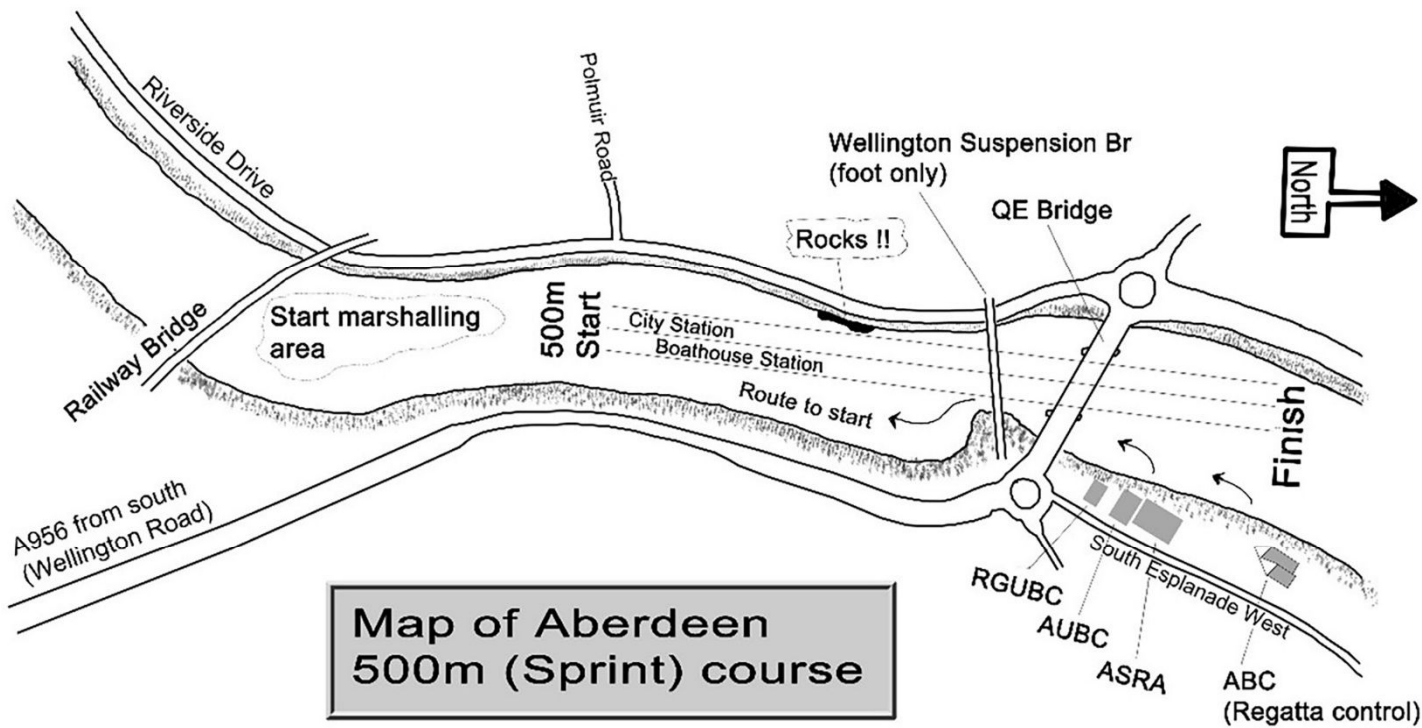 Riverside Drive
Polmuir Road
Wellington Suspension Br
(foot only)
North
QE Bridge
Rocks !!
Railway Bridge
Start marshalling
area
500m
Start
City Station
Boathouse Station
Route to start
Finish
A956 from south
(Wellington Road)
South Esplanade West
RGUBC
AUBC
ASRA
ABC
(Regatta control)
Map of Aberdeen
500m (Sprint) course